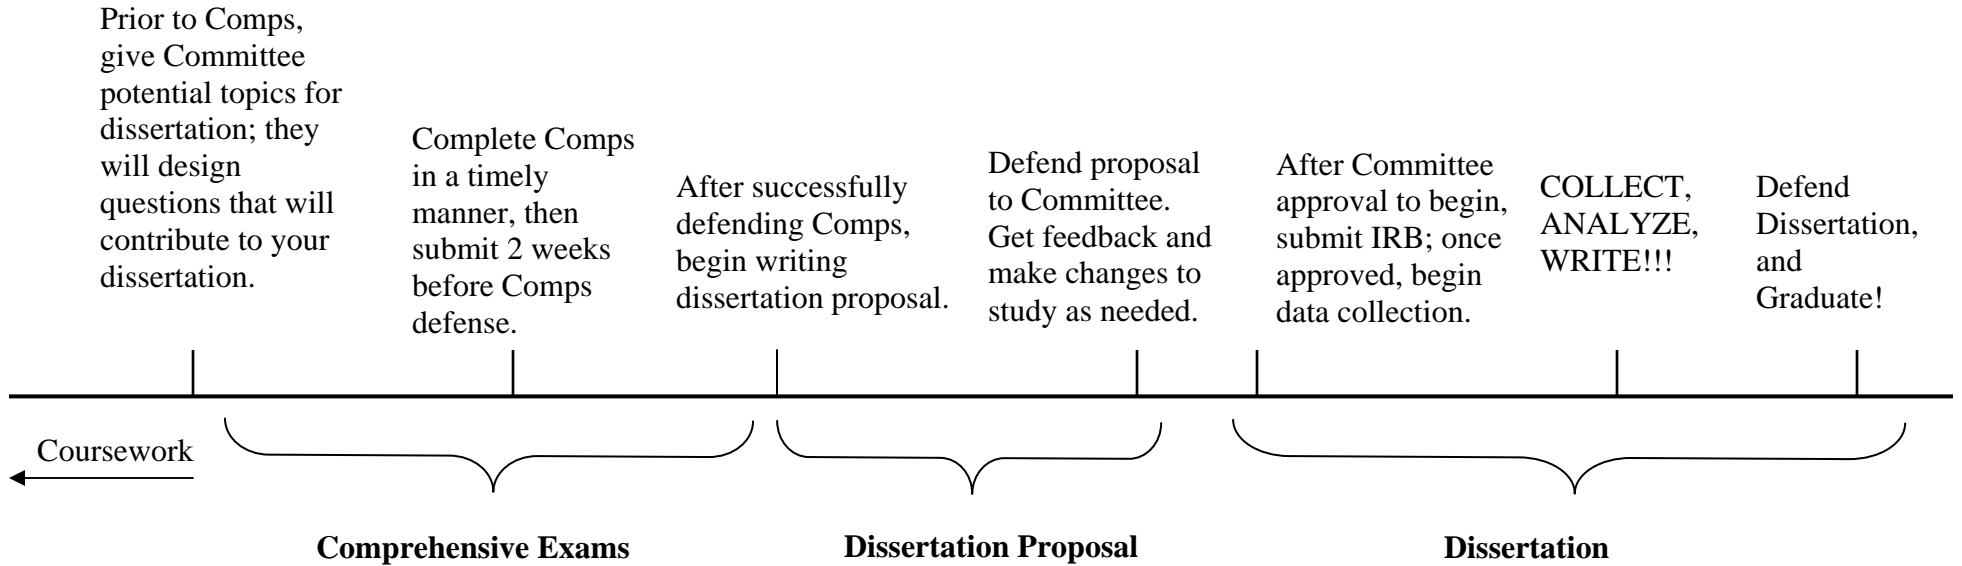 Prior to Comps,
give Committee
potential topics for
dissertation; they
will design
questions that will
contribute to your
dissertation.
Complete Comps
in a timely
manner, then
submit 2 weeks
before Comps
defense.
After successfully
defending Comps,
begin writing
dissertation proposal.
Defend proposal
to Committee.
Get feedback and
make changes to
study as needed.
After Committee
approval to begin,
submit IRB; once
approved, begin
data collection.
COLLECT,
ANALYZE,
WRITE!!!
Defend
Dissertation,
and
Graduate!
Coursework
Comprehensive Exams
Dissertation Proposal
Dissertation